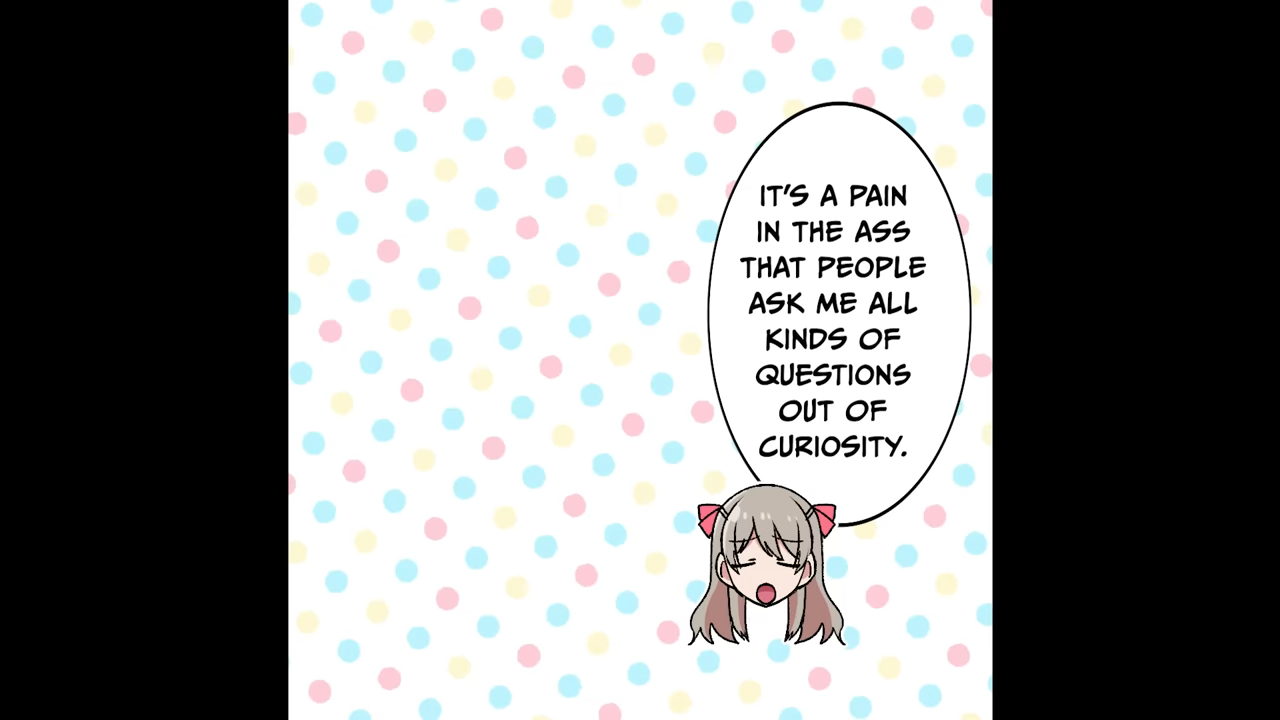 IT'S A PAIN
IN THE ASS
THAT PEOPLE
ASK ME ALL
KINDS OF
QUESTIONS
OUT OF
CURIOSITY.